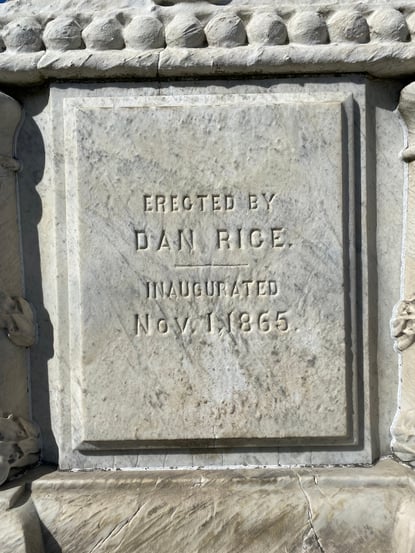 ERECTED BY
DAN RICE.
INAUGURATED
NOV. 1, 1865.